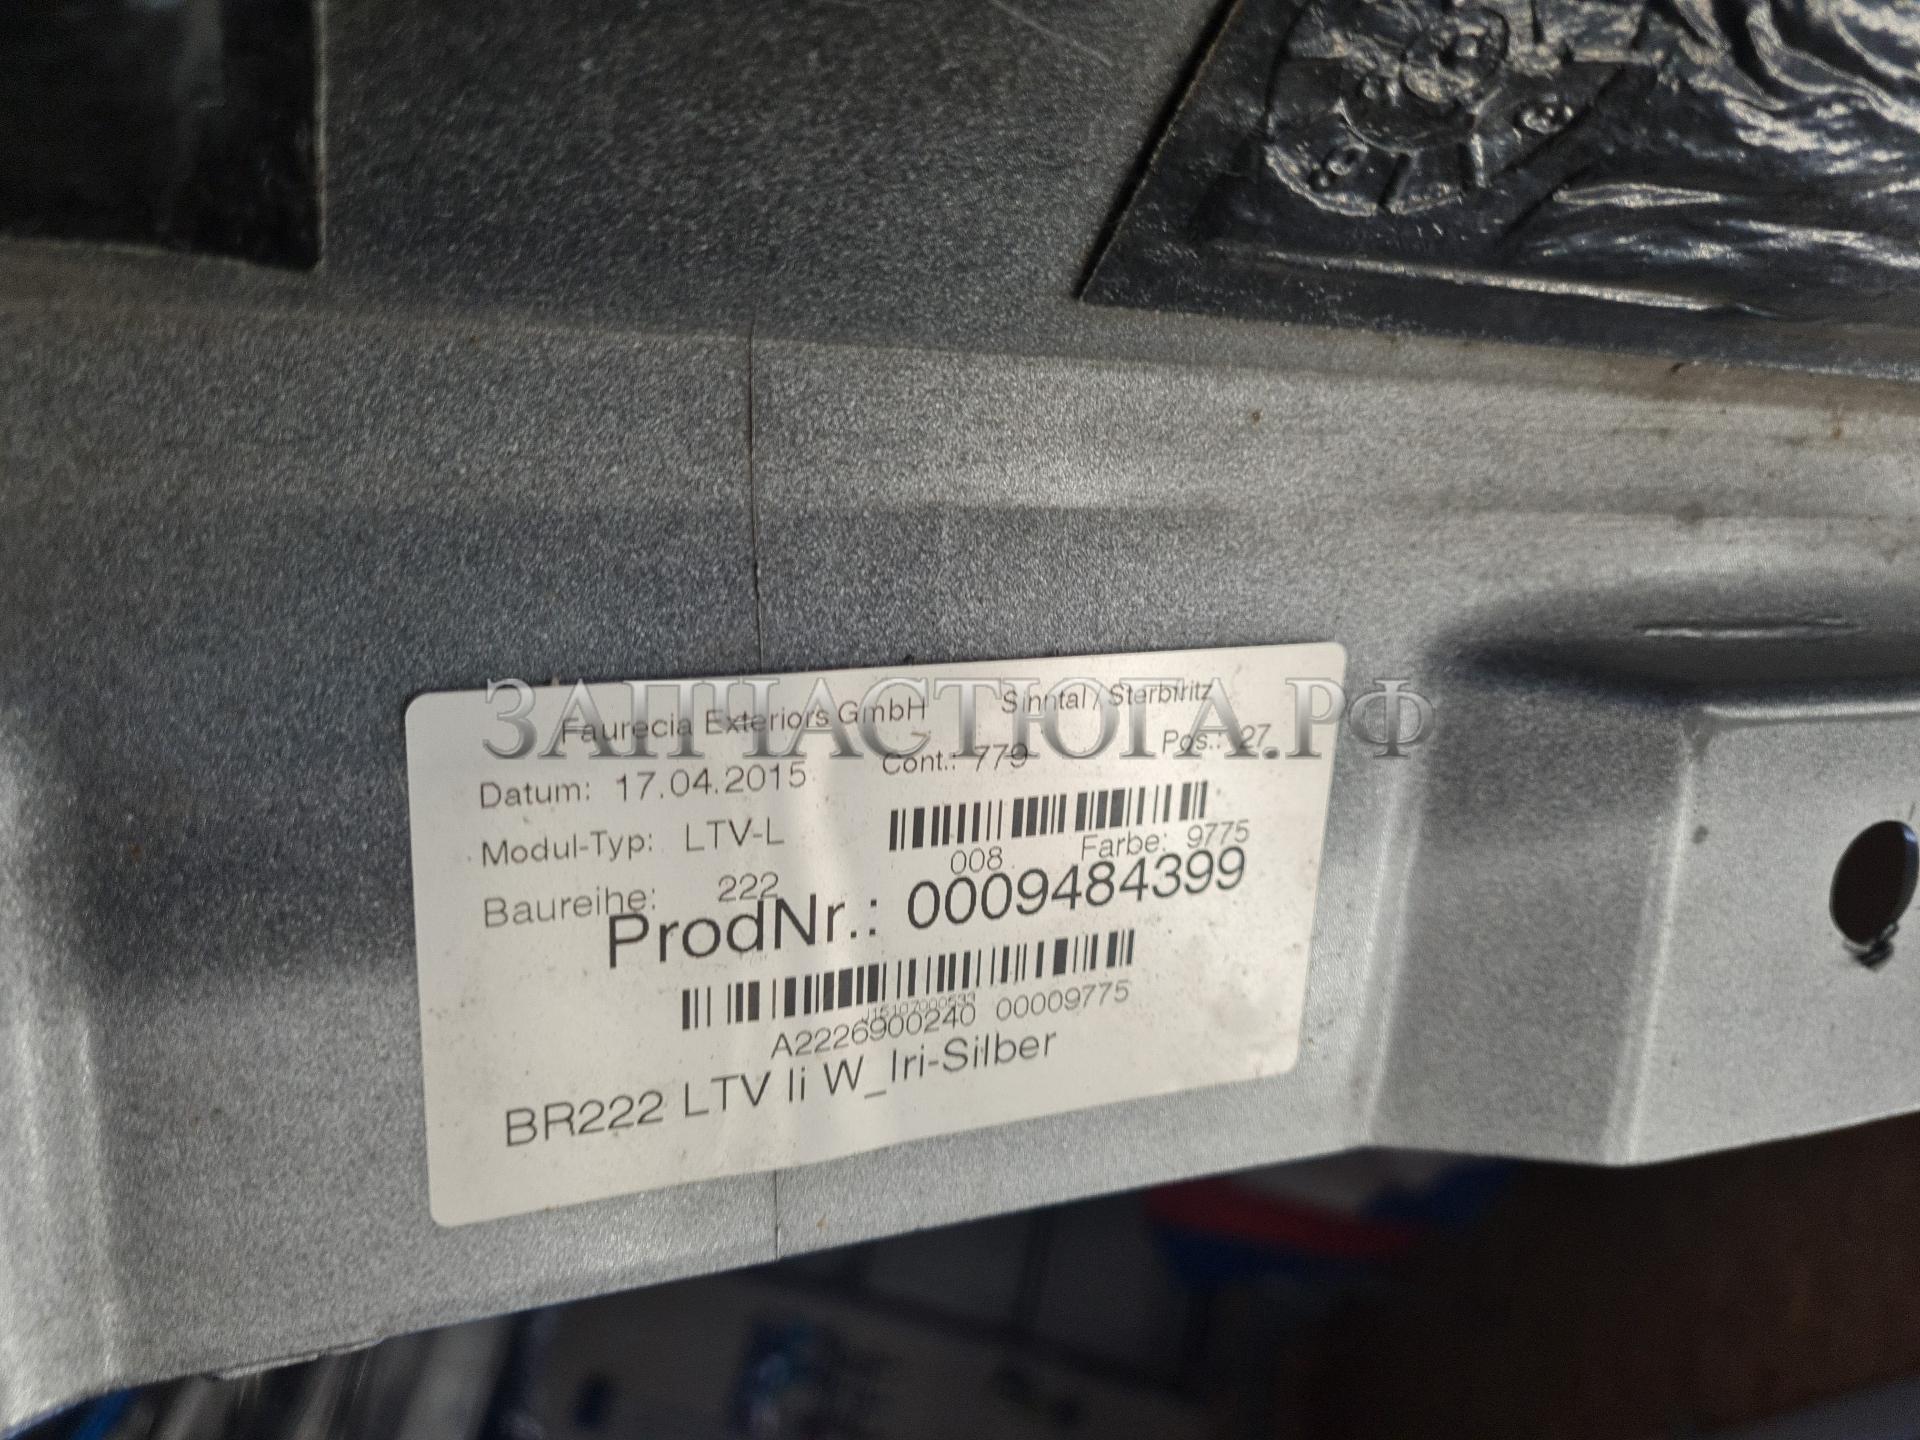 ЗАПЧАСТЮГА.РФ
Faurecia Exteriors GmbH Sinntal / Sterbfritz
Datum: 17.04.2015 Cont.: 779 Pos.: 27
Modul-Typ: LTV-L
008 Farbe: 9775
Baureihe: 222
ProdNr.: 0009484399
J15107000533
A2226900240 00009775
BR222 LTV li W_Iri-Silber